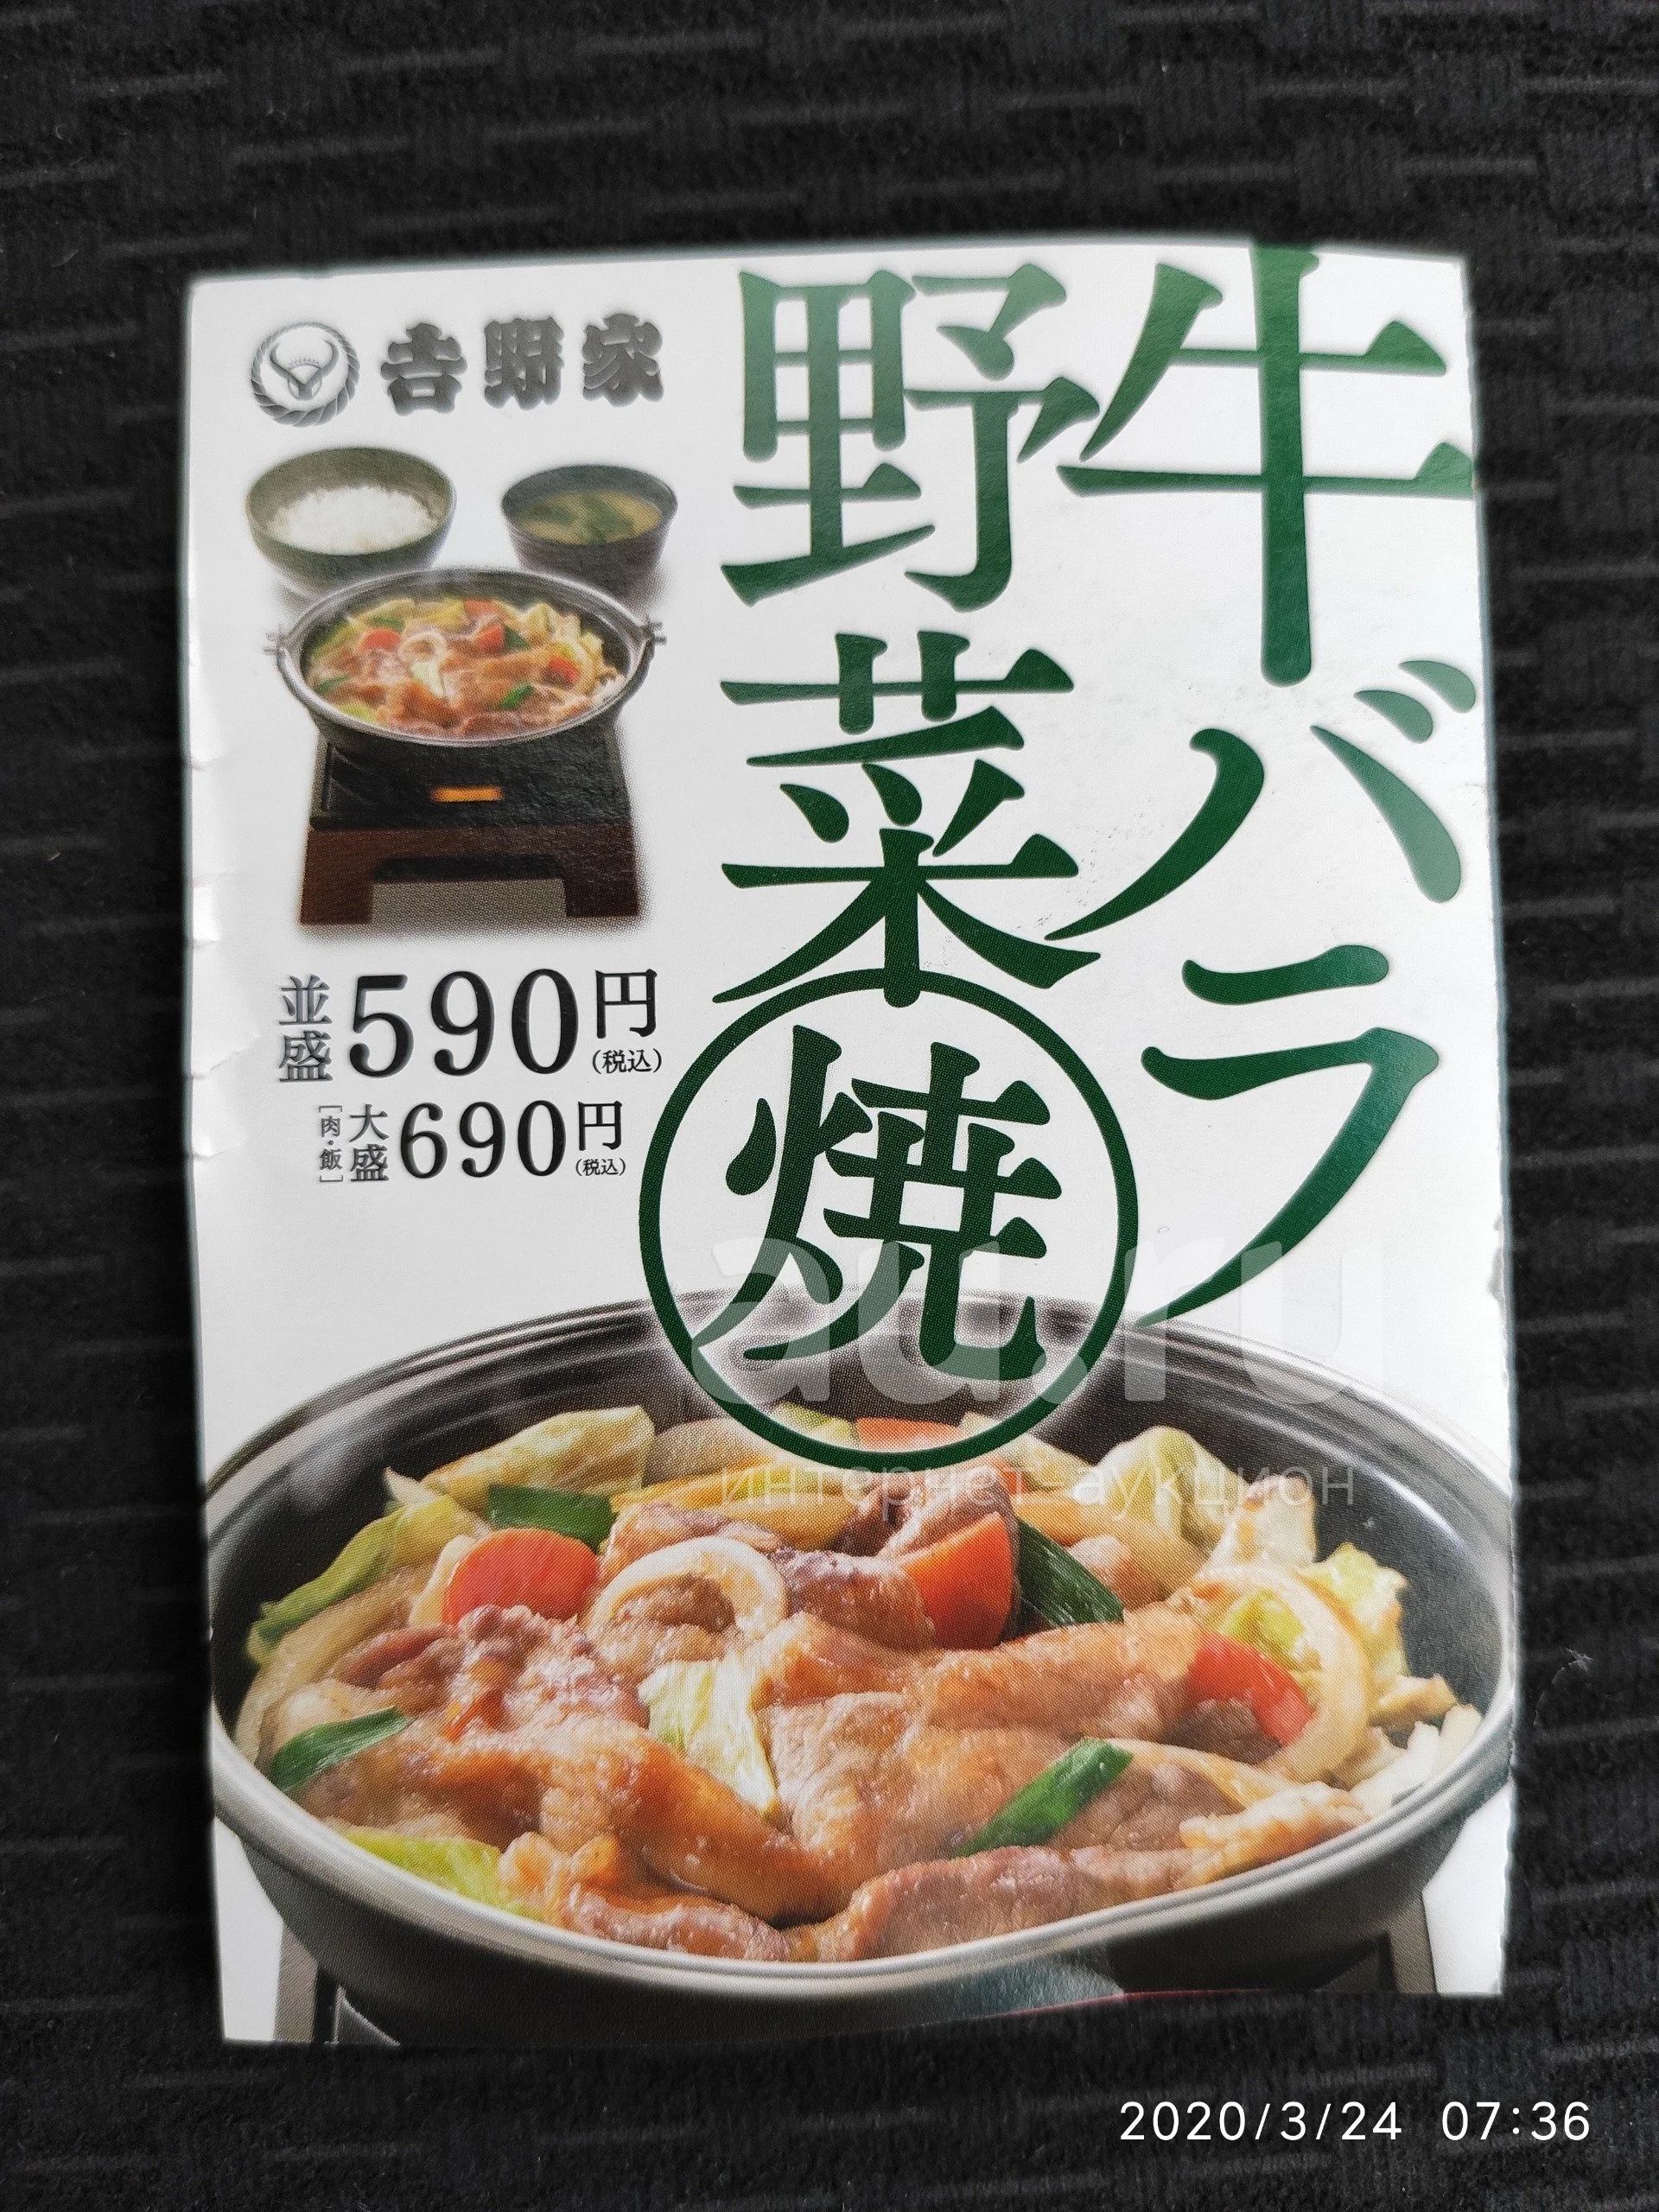 牛バラ
野菜焼
吉野家
並盛590円(税込)
[肉・飯]大盛690円(税込)
au.ru
интернет-аукцион
2020/3/24 07:36